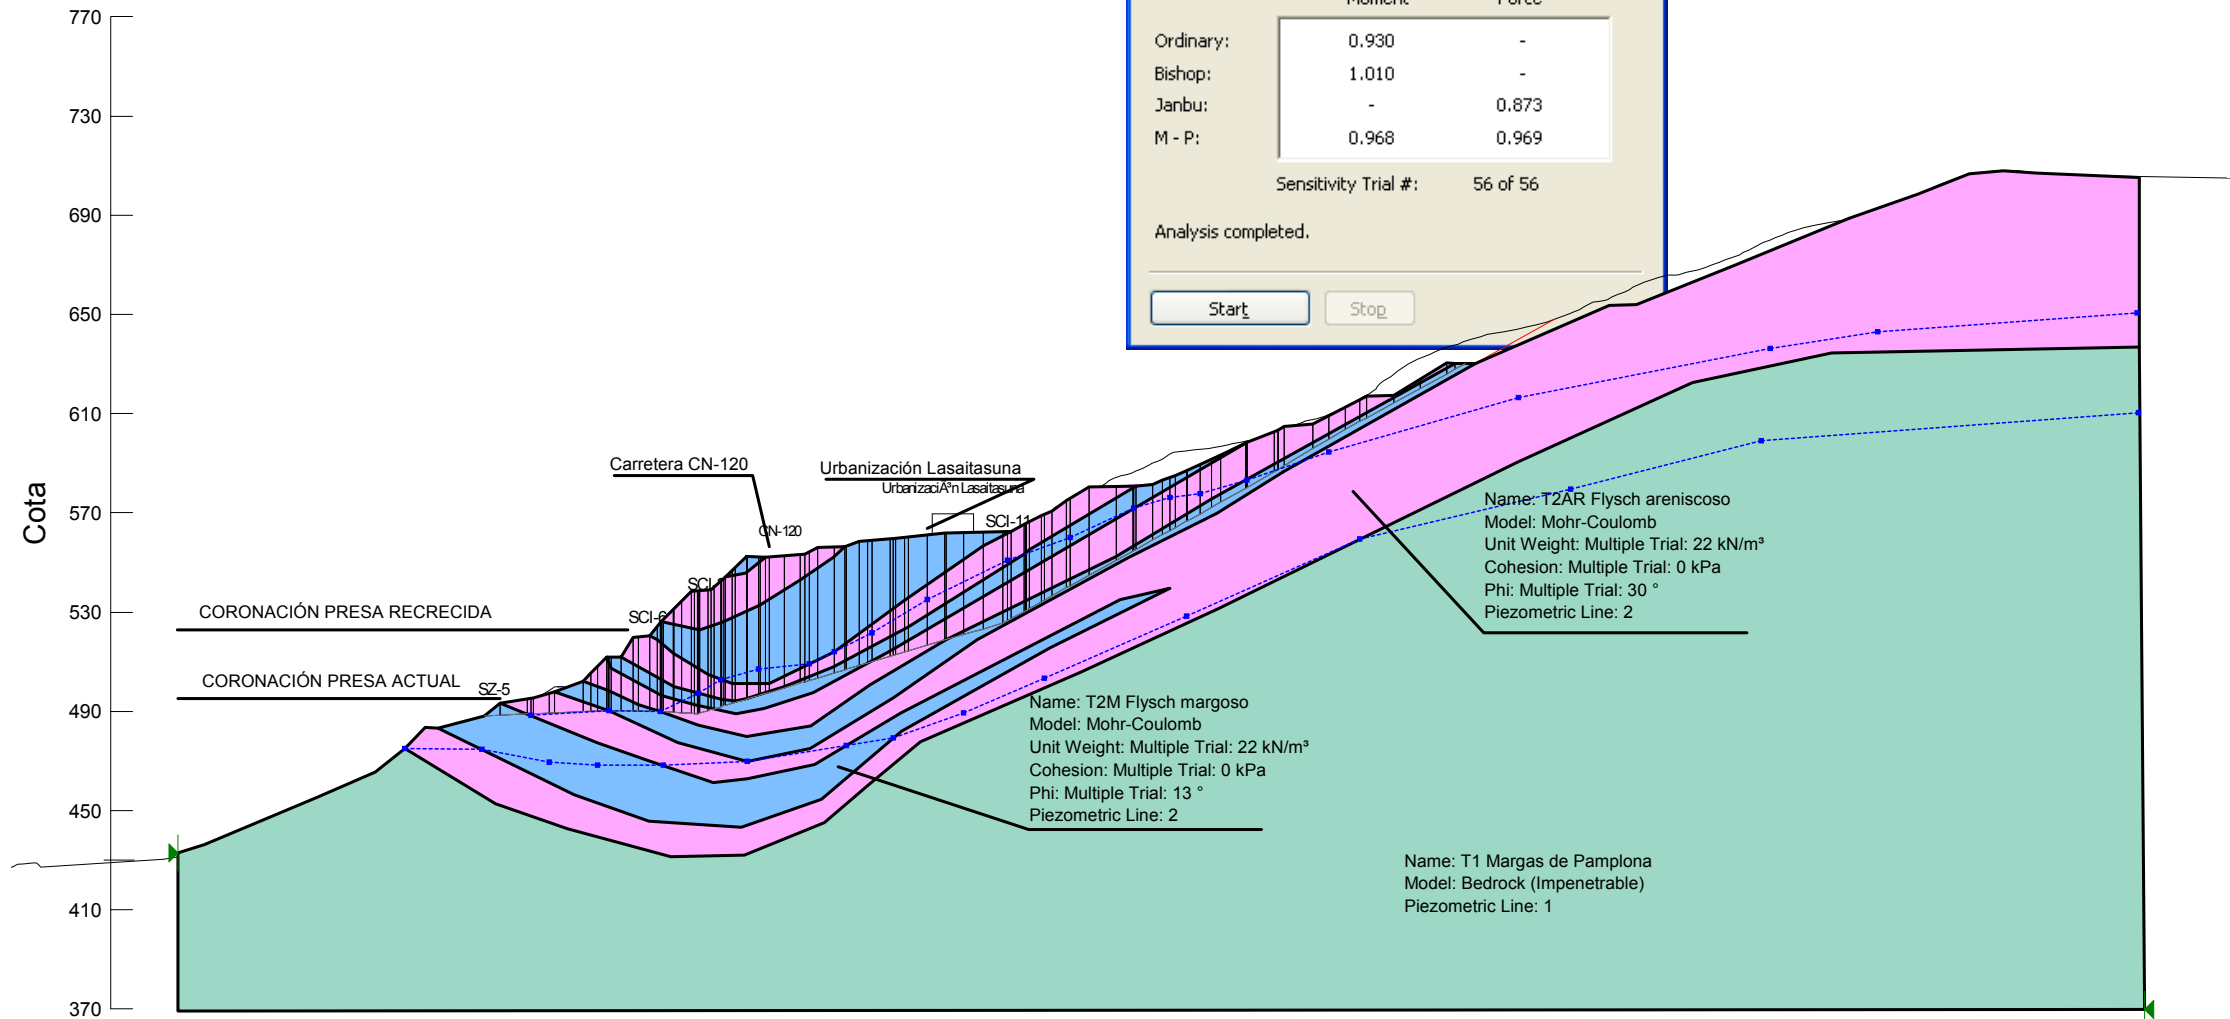 770
730
690
650
610
570
530
490
450
410
370
Cota
Moment Force
Ordinary: 0.930 -
Bishop: 1.010 -
Janbu: - 0.873
M - P: 0.968 0.969
Sensitivity Trial #: 56 of 56
Analysis completed.
Start Stop
Carretera CN-120
Urbanización Lasaitasuna
UrbanizaciÃ³n Lasaitasuna
CN-120
SCI-11
SCI-6
CORONACIÓN PRESA RECRECIDA
CORONACIÓN PRESA ACTUAL
SZ-5
Name: T2AR Flysch areniscoso
Model: Mohr-Coulomb
Unit Weight: Multiple Trial: 22 kN/m³
Cohesion: Multiple Trial: 0 kPa
Phi: Multiple Trial: 30 °
Piezometric Line: 2
Name: T2M Flysch margoso
Model: Mohr-Coulomb
Unit Weight: Multiple Trial: 22 kN/m³
Cohesion: Multiple Trial: 0 kPa
Phi: Multiple Trial: 13 °
Piezometric Line: 2
Name: T1 Margas de Pamplona
Model: Bedrock (Impenetrable)
Piezometric Line: 1